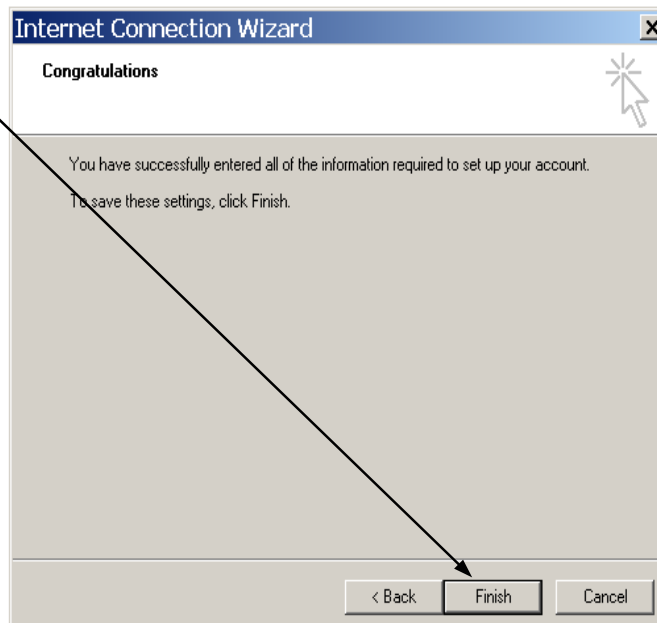 Internet Connection Wizard
Congratulations
You have successfully entered all of the information required to set up your account.
To save these settings, click Finish.
< Back
Finish
Cancel